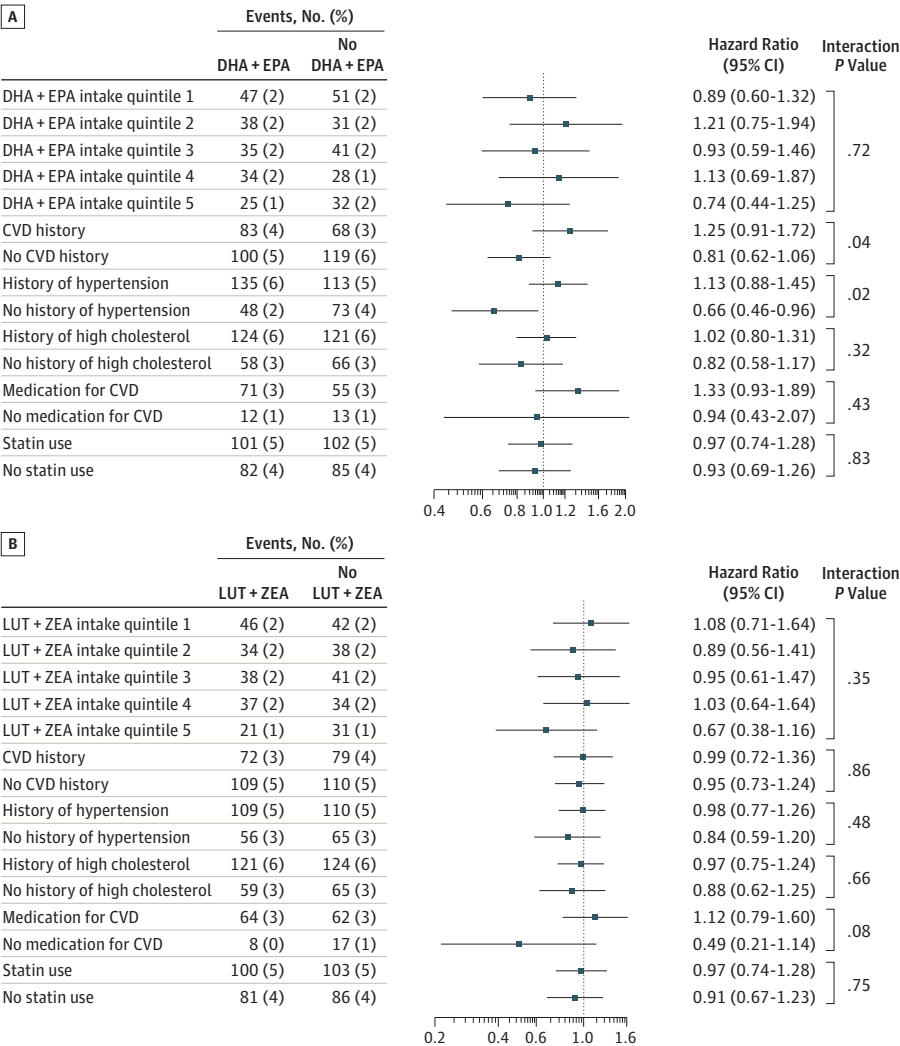 A
Events, No. (%)
DHA + EPA No DHA + EPA Hazard Ratio (95% CI) Interaction P Value
DHA + EPA intake quintile 1 47 (2) 51 (2) 0.89 (0.60-1.32)
DHA + EPA intake quintile 2 38 (2) 31 (2) 1.21 (0.75-1.94)
DHA + EPA intake quintile 3 35 (2) 41 (2) 0.93 (0.59-1.46) .72
DHA + EPA intake quintile 4 34 (2) 28 (1) 1.13 (0.69-1.87)
DHA + EPA intake quintile 5 25 (1) 32 (2) 0.74 (0.44-1.25)
CVD history 83 (4) 68 (3) 1.25 (0.91-1.72) .04
No CVD history 100 (5) 119 (6) 0.81 (0.62-1.06)
History of hypertension 135 (6) 113 (5) 1.13 (0.88-1.45) .02
No history of hypertension 48 (2) 73 (4) 0.66 (0.46-0.96)
History of high cholesterol 124 (6) 121 (6) 1.02 (0.80-1.31) .32
No history of high cholesterol 58 (3) 66 (3) 0.82 (0.58-1.17)
Medication for CVD 71 (3) 55 (3) 1.33 (0.93-1.89) .43
No medication for CVD 12 (1) 13 (1) 0.94 (0.43-2.07)
Statin use 101 (5) 102 (5) 0.97 (0.74-1.28) .83
No statin use 82 (4) 85 (4) 0.93 (0.69-1.26)
0.4 0.6 0.8 1.0 1.2 1.6 2.0
B
Events, No. (%)
LUT + ZEA No LUT + ZEA Hazard Ratio (95% CI) Interaction P Value
LUT + ZEA intake quintile 1 46 (2) 42 (2) 1.08 (0.71-1.64)
LUT + ZEA intake quintile 2 34 (2) 38 (2) 0.89 (0.56-1.41)
LUT + ZEA intake quintile 3 38 (2) 41 (2) 0.95 (0.61-1.47) .35
LUT + ZEA intake quintile 4 37 (2) 34 (2) 1.03 (0.64-1.64)
LUT + ZEA intake quintile 5 21 (1) 31 (1) 0.67 (0.38-1.16)
CVD history 72 (3) 79 (4) 0.99 (0.72-1.36) .86
No CVD history 109 (5) 110 (5) 0.95 (0.73-1.24)
History of hypertension 109 (5) 110 (5) 0.98 (0.77-1.26) .48
No history of hypertension 56 (3) 65 (3) 0.84 (0.59-1.20)
History of high cholesterol 121 (6) 124 (6) 0.97 (0.75-1.24) .66
No history of high cholesterol 59 (3) 65 (3) 0.88 (0.62-1.25)
Medication for CVD 64 (3) 62 (3) 1.12 (0.79-1.60) .08
No medication for CVD 8 (0) 17 (1) 0.49 (0.21-1.14)
Statin use 100 (5) 103 (5) 0.97 (0.74-1.28) .75
No statin use 81 (4) 86 (4) 0.91 (0.67-1.23)
0.2 0.4 0.6 1.0 1.6